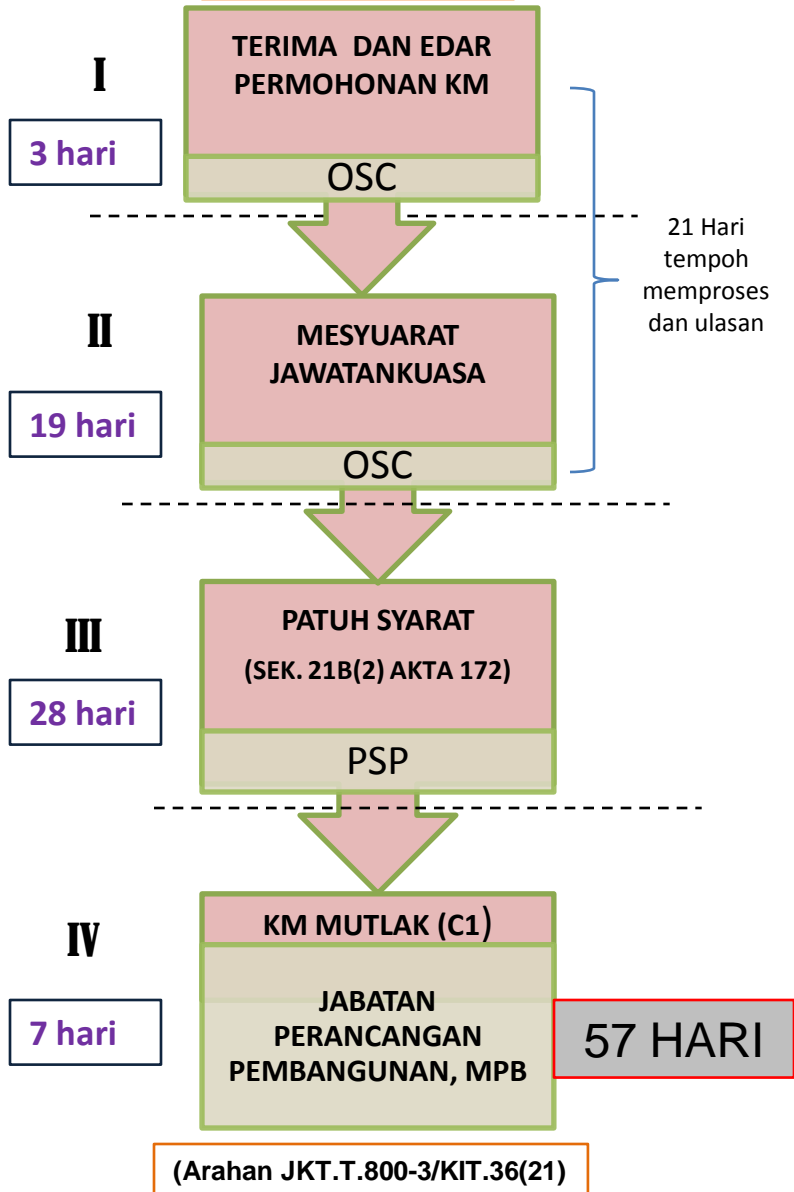 I
3 hari
TERIMA DAN EDAR
PERMOHONAN KM
OSC
21 Hari
tempoh
memproses
dan ulasan
II
19 hari
MESYUARAT
JAWATANKUASA
OSC
III
28 hari
PATUH SYARAT
(SEK. 21B(2) AKTA 172)
PSP
IV
7 hari
KM MUTLAK (C1)
JABATAN
PERANCANGAN
PEMBANGUNAN, MPB
57 HARI
(Arahan JKT.T.800-3/KIT.36(21)